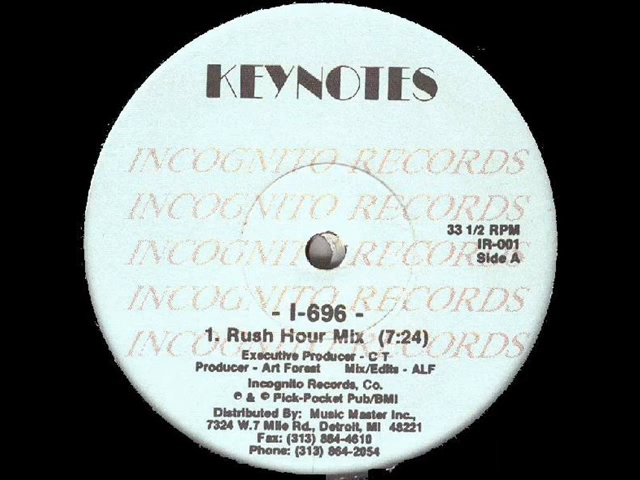 KEYNOTES
INCOGNITO RECORDS
INCOGNITO RECORDS
33 1/2 RPM
IR-001
INCOGNITO RECORDS
Side A
INCOGNITO RECORDS
- I-696 -
1. Rush Hour Mix (7:24)
INCOGNITO RECORDS
Executive Producer - C T
Producer - Art Forest Mix/Edits - ALF
Incognito Records, Co.
℗ & © Pick-Pocket Pub/BMI
Distributed By: Music Master Inc.,
7324 W.7 Mile Rd., Detroit, MI 48221
Fax: (313) 864-4610
Phone: (313) 864-2054